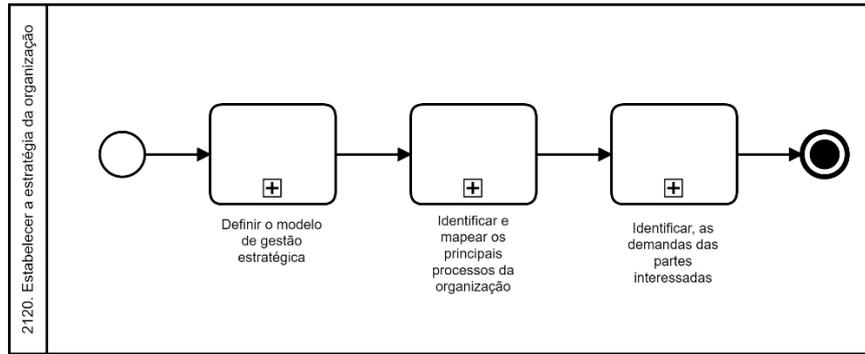 2120. Estabelecer a estratégia da organização
Definir o modelo
de gestão
estratégica
Identificar e
mapear os
principais
processos da
organização
Identificar, as
demandas das
partes
interessadas